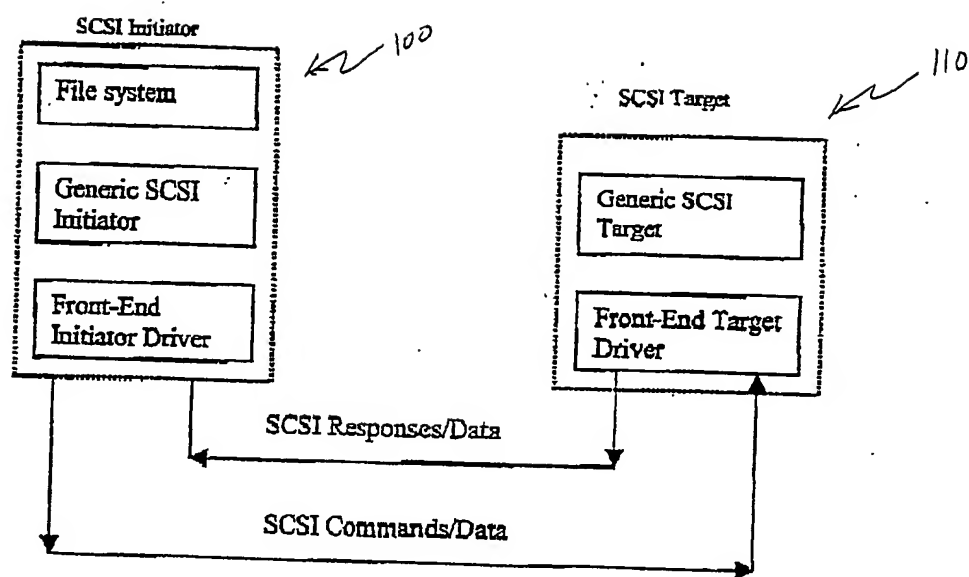 SCSI Initiator
100
File system
Generic SCSI
Initiator
Front-End
Initiator Driver
SCSI Target
110
Generic SCSI
Target
Front-End Target
Driver
SCSI Responses/Data
SCSI Commands/Data